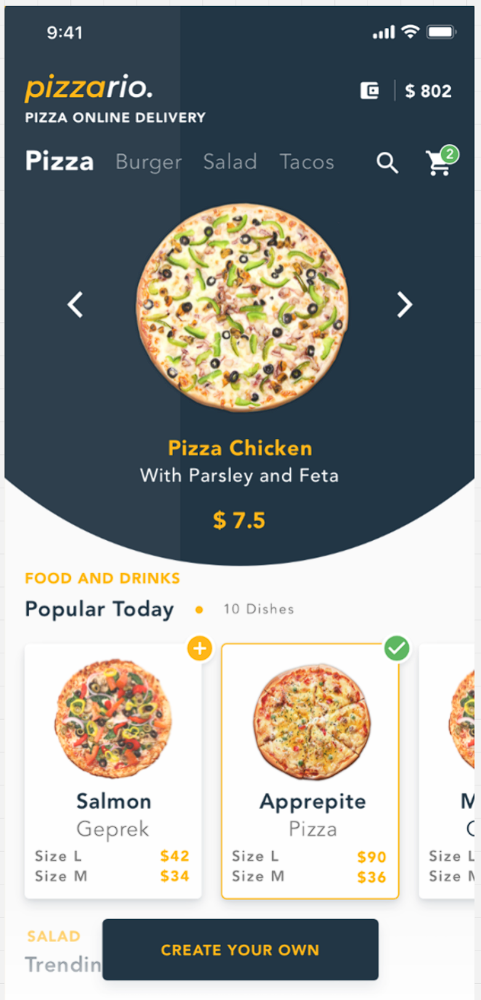 9:41
pizzario.
$ 802
PIZZA ONLINE DELIVERY
Pizza Burger Salad Tacos 2
Pizza Chicken
With Parsley and Feta
$ 7.5
FOOD AND DRINKS
Popular Today • 10 Dishes
Salmon
Geprek
Size L $42
Size M $34
Apprepite
Pizza
Size L $90
Size M $36
Size
Size
SALAD
CREATE YOUR OWN